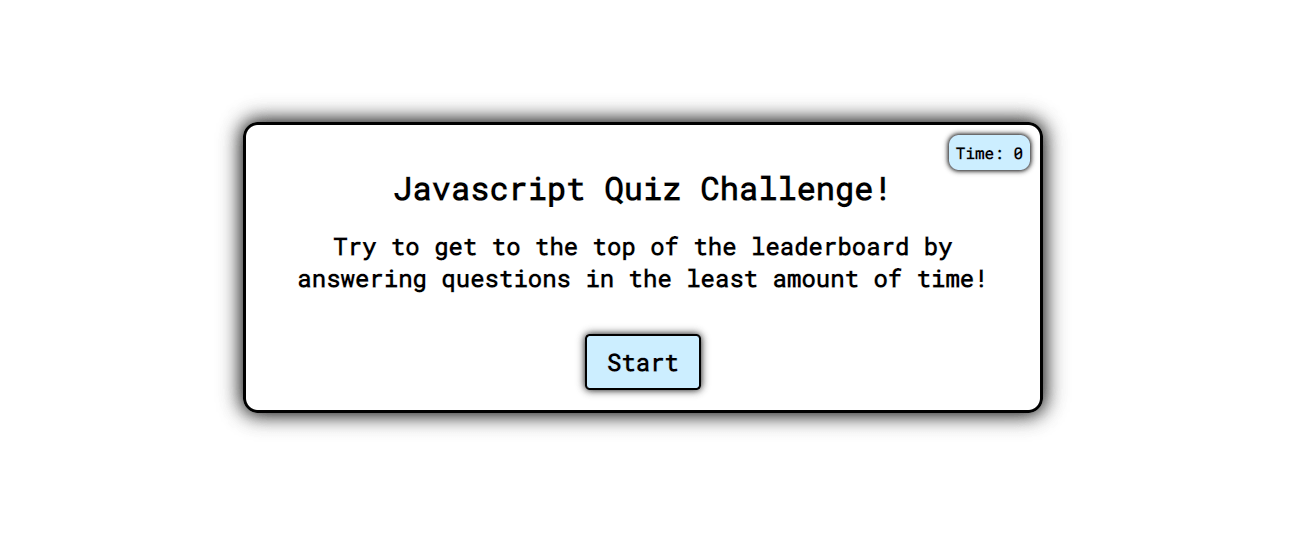 Time: 0
Javascript Quiz Challenge!
Try to get to the top of the leaderboard by
answering questions in the least amount of time!
Start